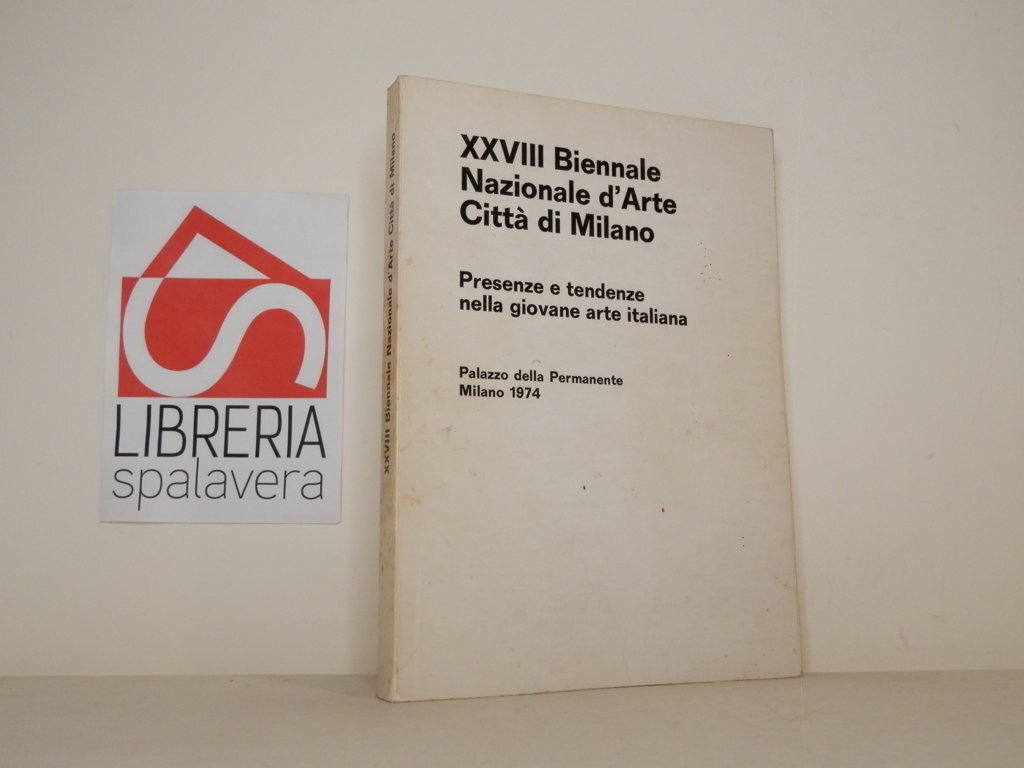 LIBRERIA
spalavera
XXVIII Biennale Nazionale d'Arte Città di Milano
XXVIII Biennale
Nazionale d'Arte
Città di Milano
Presenze e tendenze
nella giovane arte italiana
Palazzo della Permanente
Milano 1974